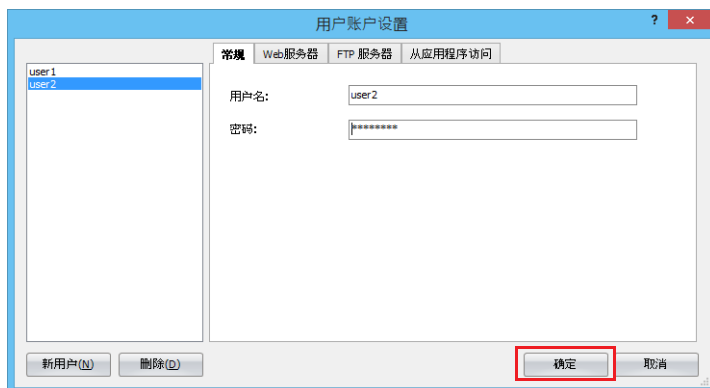 用户账户设置
?
×
常规
Web服务器
FTP 服务器
从应用程序访问
user1
user2
用户名:
user2
密码:
********
新用户(N)
删除(D)
确定
取消